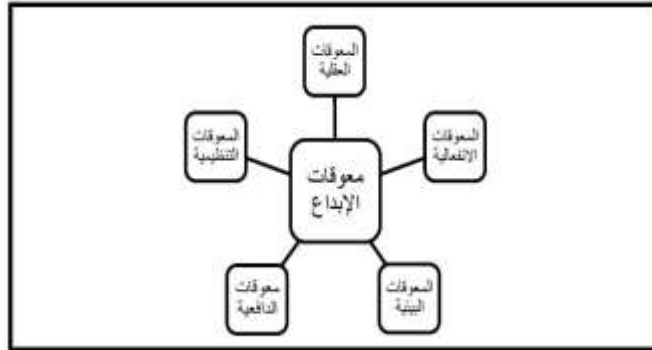 المعوقات
العقلية
المعوقات
التنظيمية
المعوقات
الانفعالية
معوقات
الإبداع
معوقات
الدافعية
المعوقات
البيئية